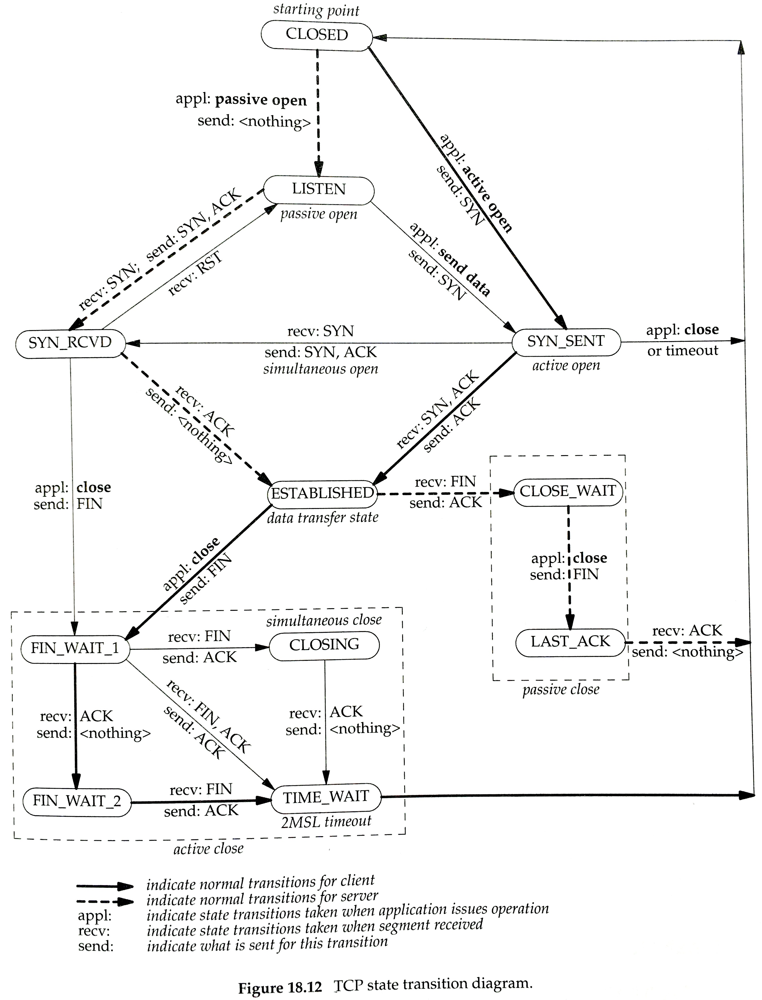 starting point
CLOSED
appl: passive open
send: <nothing>
appl: active open
send: SYN
LISTEN
passive open
recv: SYN; send: SYN, ACK
recv: RST
appl: send data
send: SYN
SYN_RCVD
recv: SYN
send: SYN, ACK
simultaneous open
SYN_SENT
active open
appl: close
or timeout
recv: ACK
send: <nothing>
recv: SYN, ACK
send: ACK
appl: close
send: FIN
ESTABLISHED
data transfer state
recv: FIN
send: ACK
CLOSE_WAIT
appl: close
send: FIN
appl: close
send: FIN
LAST_ACK
recv: ACK
send: <nothing>
passive close
simultaneous close
FIN_WAIT_1
recv: FIN
send: ACK
CLOSING
recv: ACK
send: <nothing>
recv: FIN, ACK
send: ACK
recv: ACK
send: <nothing>
FIN_WAIT_2
recv: FIN
send: ACK
TIME_WAIT
2MSL timeout
active close
indicate normal transitions for client
indicate normal transitions for server
appl: indicate state transitions taken when application issues operation
recv: indicate state transitions taken when segment received
send: indicate what is sent for this transition
Figure 18.12 TCP state transition diagram.